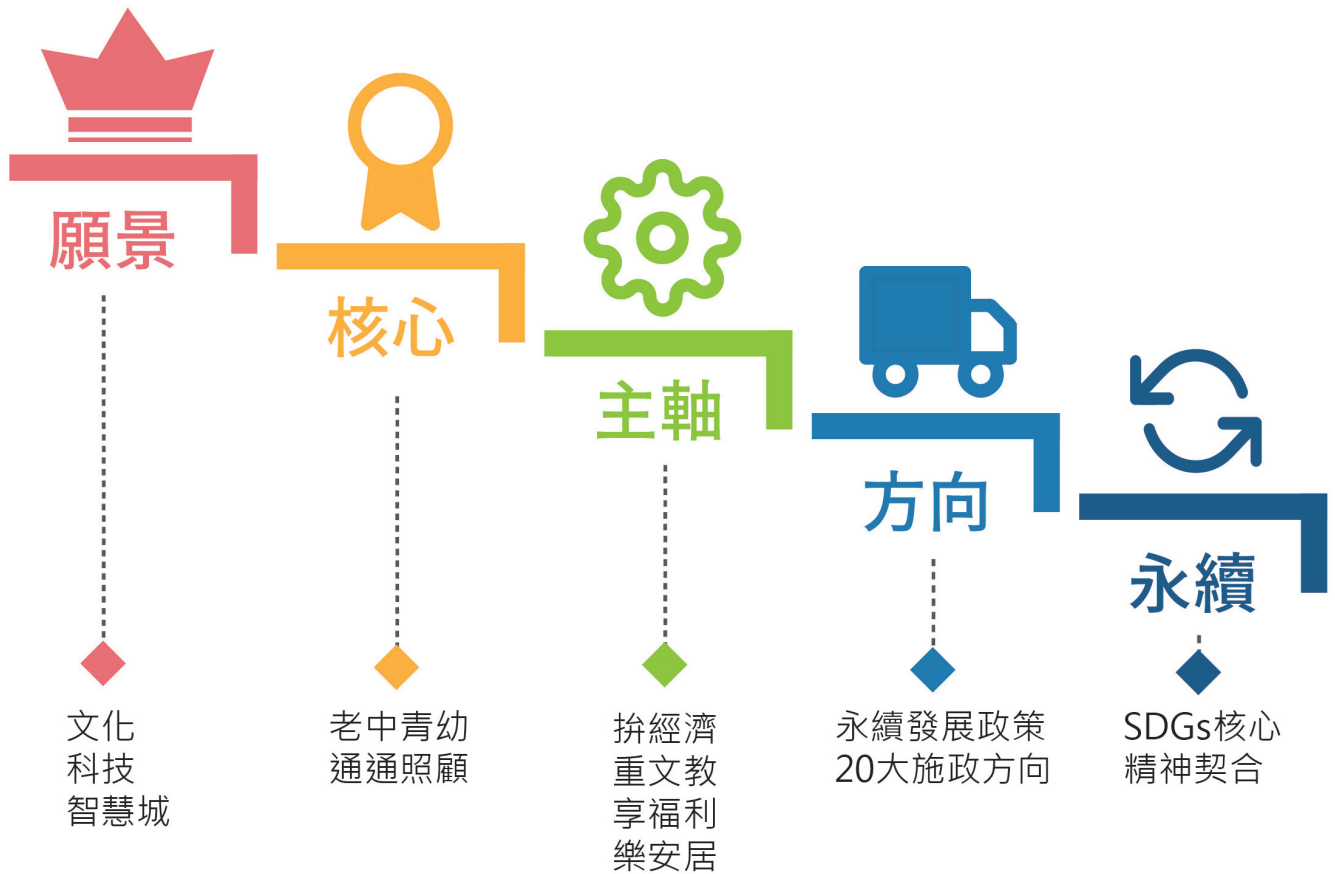 願景
文化
科技
智慧城
核心
老中青幼
通通照顧
主軸
拚經濟
重文教
享福利
樂安居
方向
永續發展政策
20大施政方向
永續
SDGs核心
精神契合